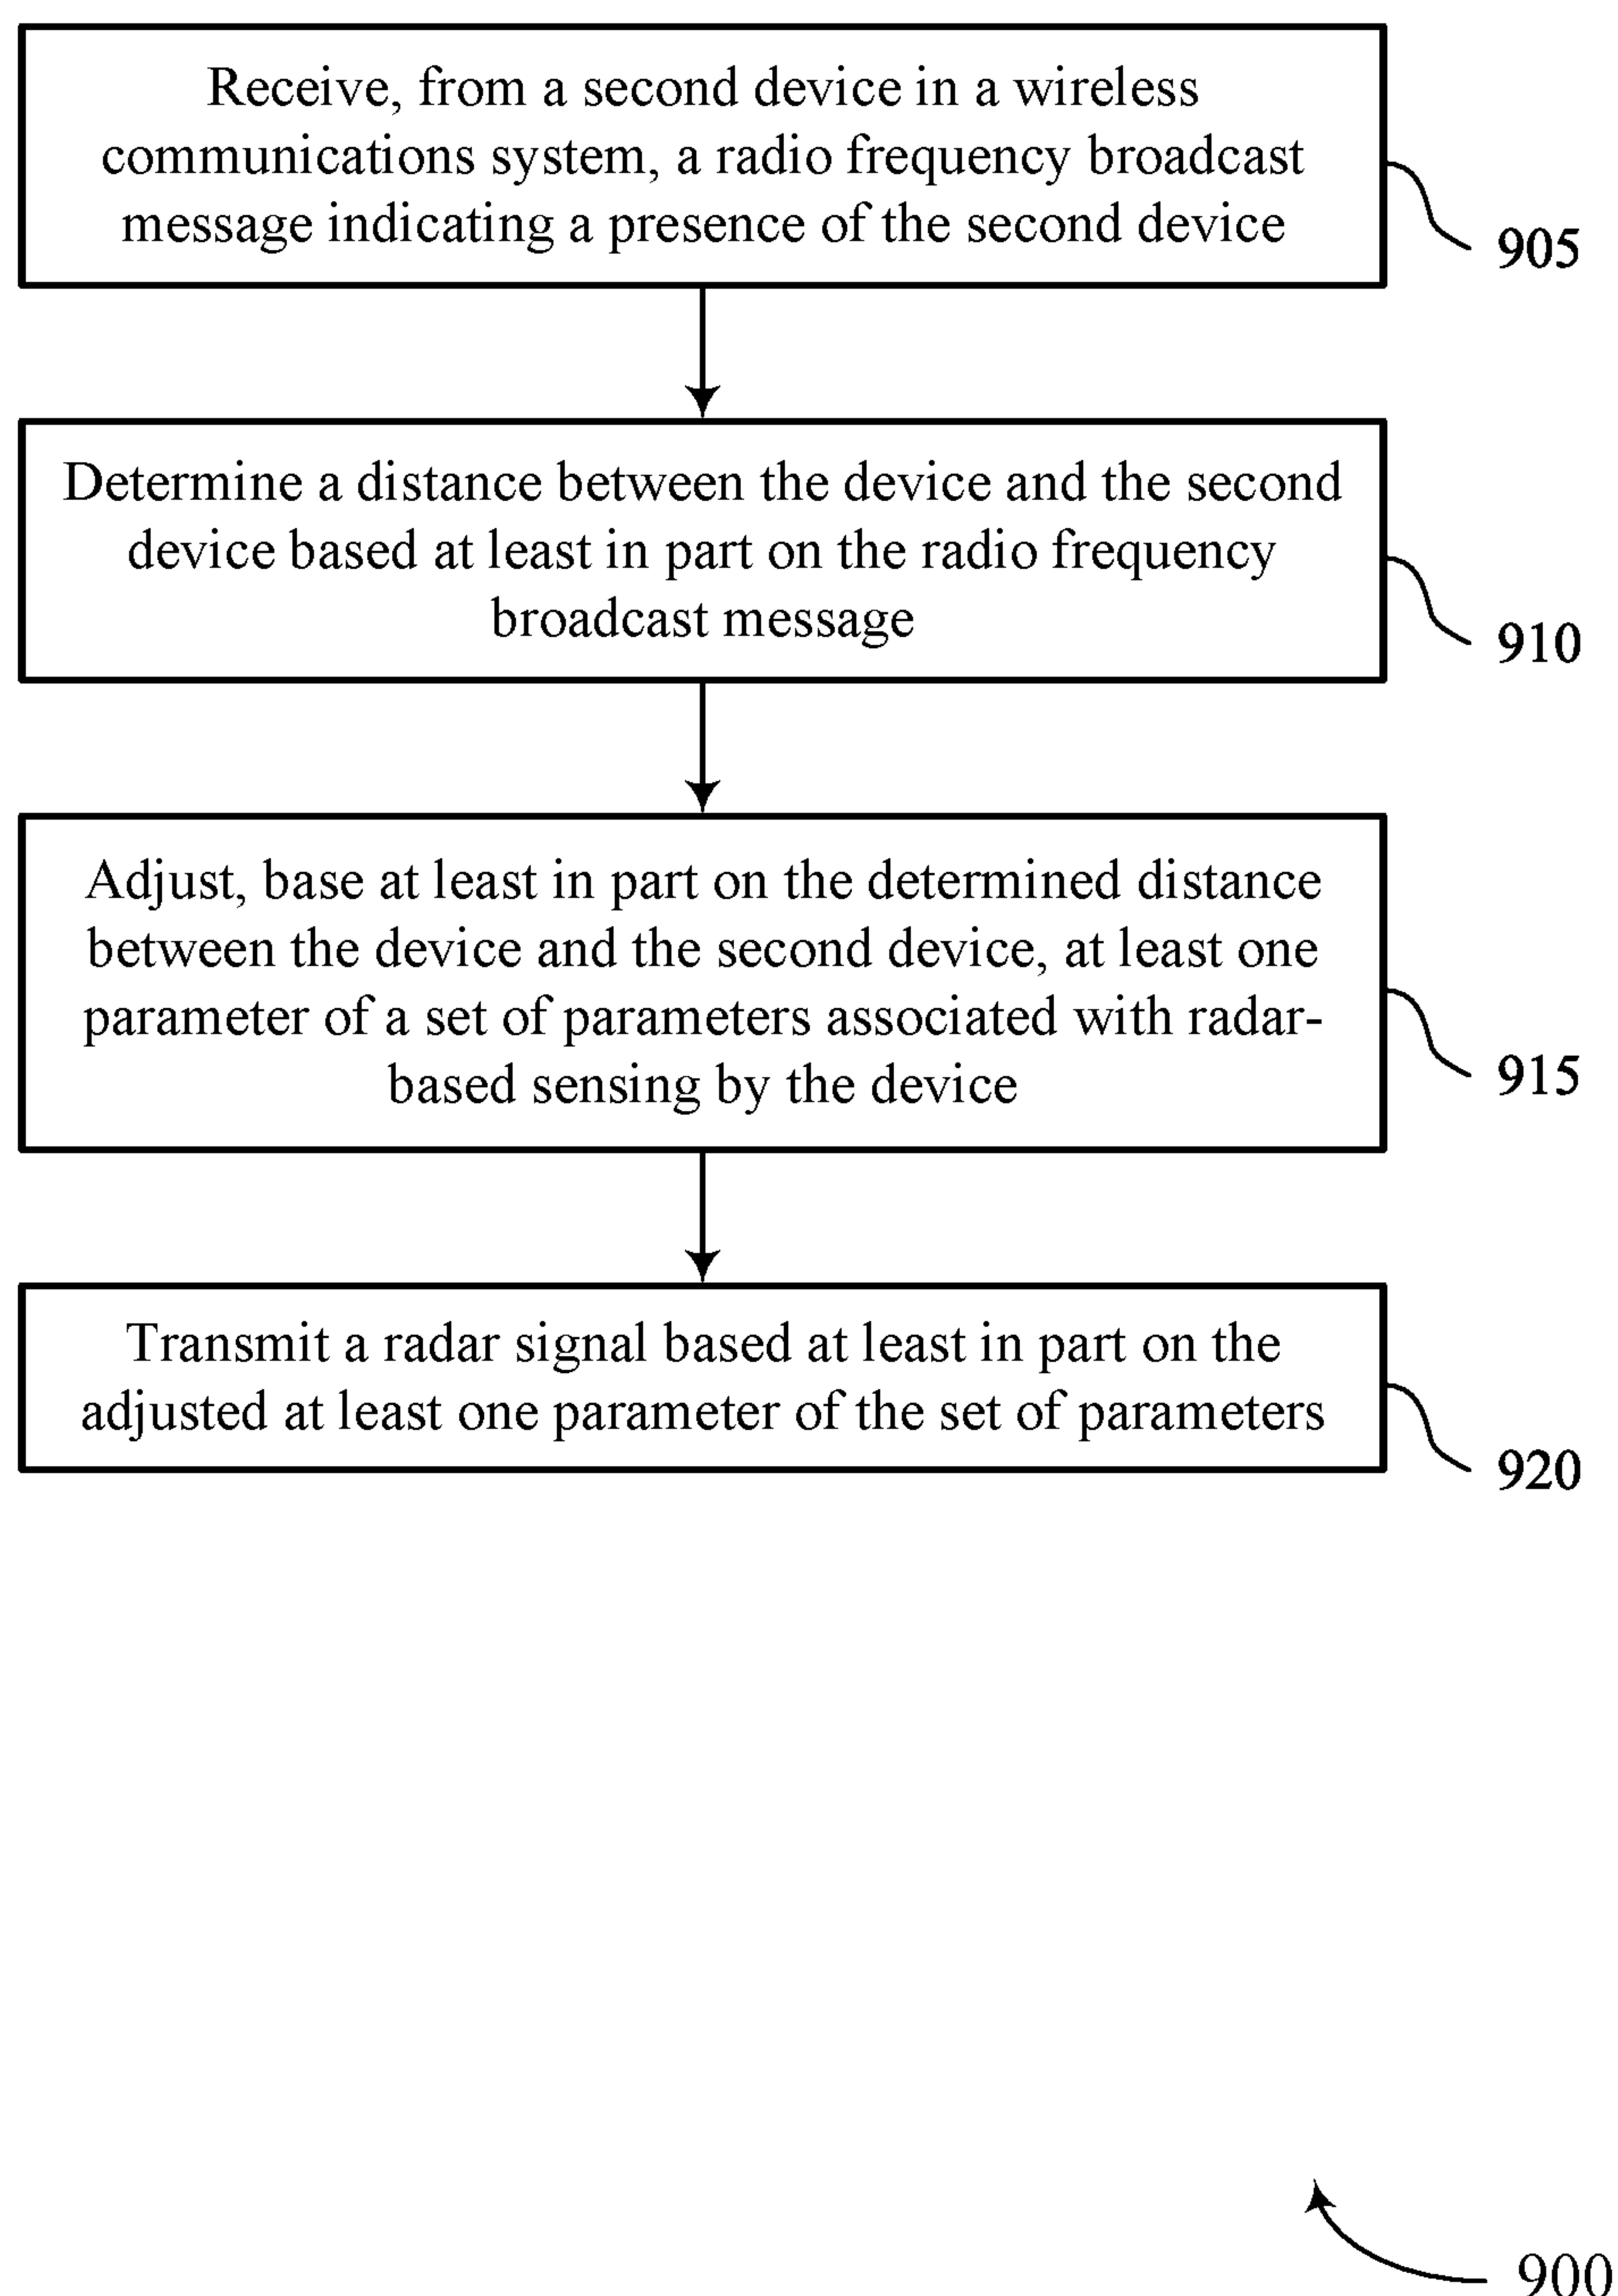 Receive, from a second device in a wireless
communications system, a radio frequency broadcast
message indicating a presence of the second device
905
Determine a distance between the device and the second
device based at least in part on the radio frequency
broadcast message
910
Adjust, base at least in part on the determined distance
between the device and the second device, at least one
parameter of a set of parameters associated with radar-
based sensing by the device
915
Transmit a radar signal based at least in part on the
adjusted at least one parameter of the set of parameters
920
900